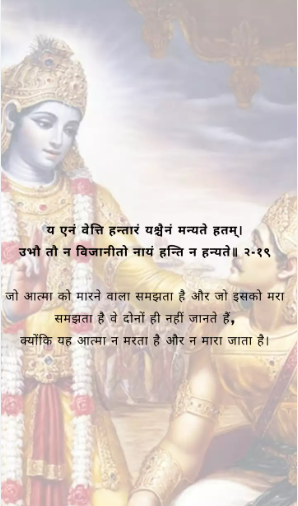 य एनं वेत्ति हन्तारं यश्चैनं मन्यते हतम्।
उभौ तौ न विजानीतो नायं हन्ति न हन्यते॥ २-१९
जो आत्मा को मारने वाला समझता है और जो इसको मरा
समझता है वे दोनों ही नहीं जानते हैं,
क्योंकि यह आत्मा न मरता है और न मारा जाता है।